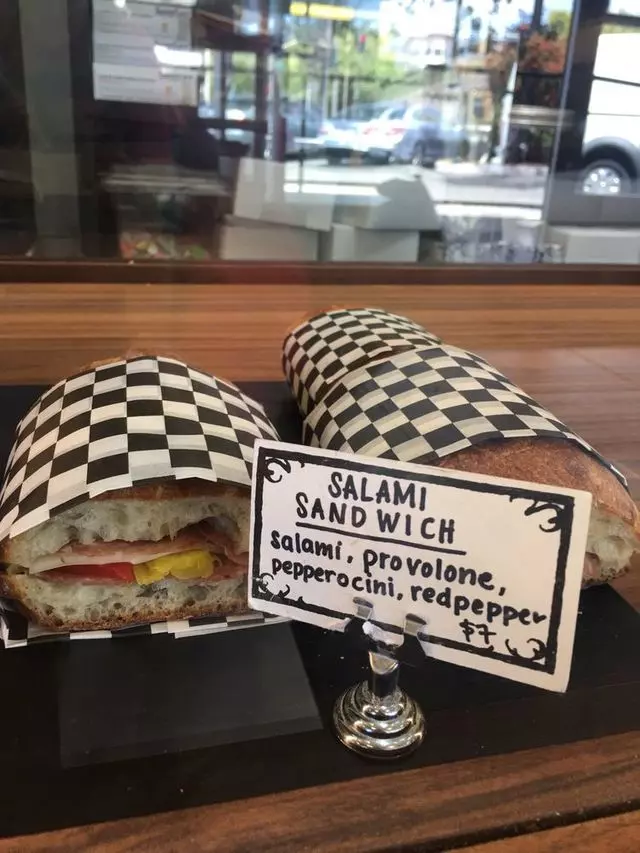 SALAMI
SANDWICH
salami, provolone,
pepperocini, redpepper
$7